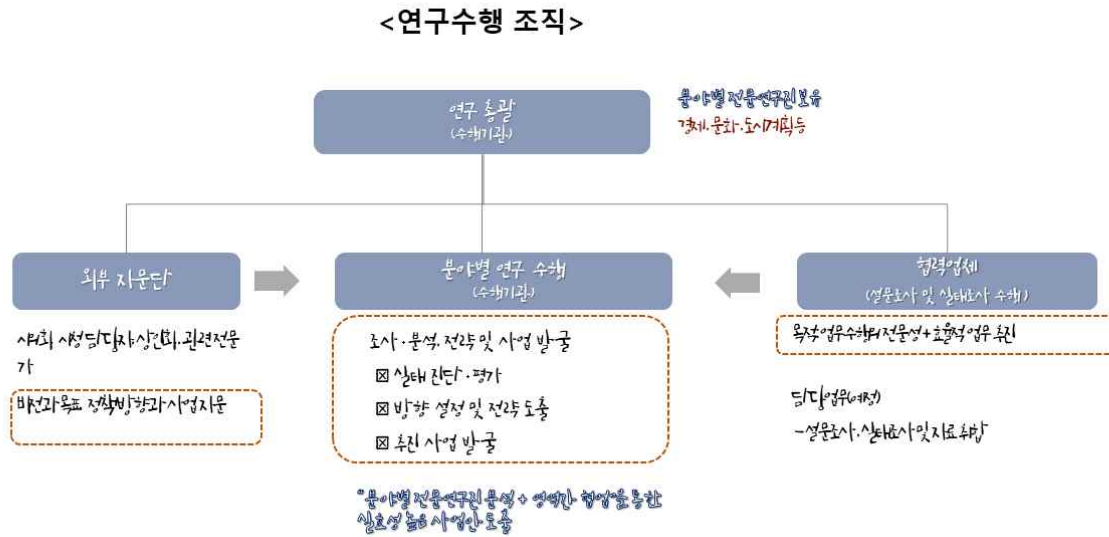 <연구수행 조직>
연구 총괄
(수행기관)
분야별 전문연구진 보유
경제·문화·도시계획 등
외부 자문단
분야별 연구 수행
(수행기관)
협력업체
(설문조사 및 실태조사 수행)
시의회, 시청 담당자, 상인회, 관련 전문
가
비전과 목표 정책방향과 사업 자문
조사·분석, 전략 및 사업 발굴
☒ 실태 진단·평가
☒ 방향 설정 및 전략 도출
☒ 추진 사업 발굴
목적 업무수행의 전문성 + 효율적 업무 추진
담당업무(예정)
-설문조사, 실태조사 및 자료 취합
"분야별 전문연구진 분석 + 영역간 협업을 통한
실효성 높은 사업안 도출